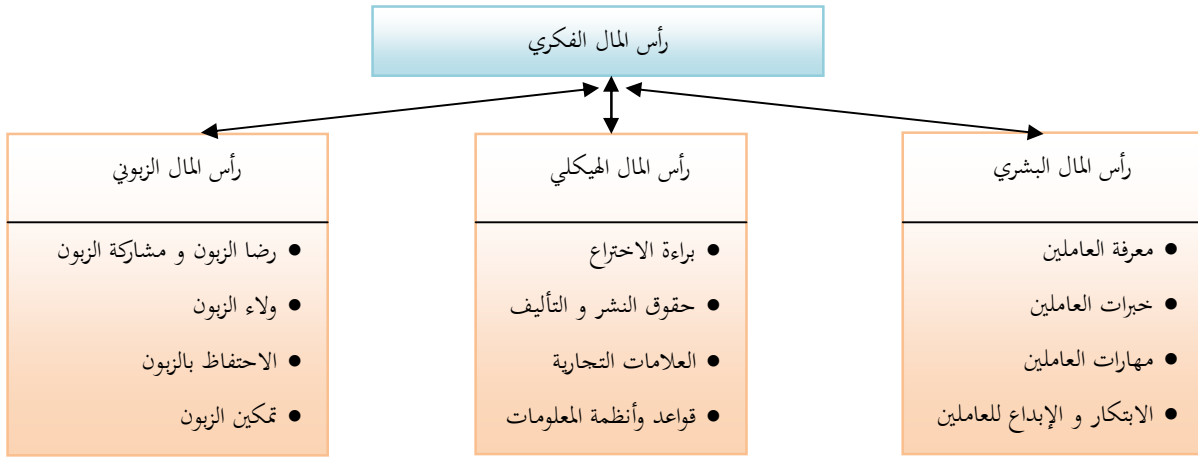 رأس المال الفكري
رأس المال البشري
● معرفة العاملين
● خبرات العاملين
● مهارات العاملين
● الابتكار و الإبداع للعاملين
رأس المال الهيكلي
● براءة الاختراع
● حقوق النشر و التأليف
● العلامات التجارية
● قواعد وأنظمة المعلومات
رأس المال الزبوني
● رضا الزبون و مشاركة الزبون
● ولاء الزبون
● الاحتفاظ بالزبون
● تمكين الزبون